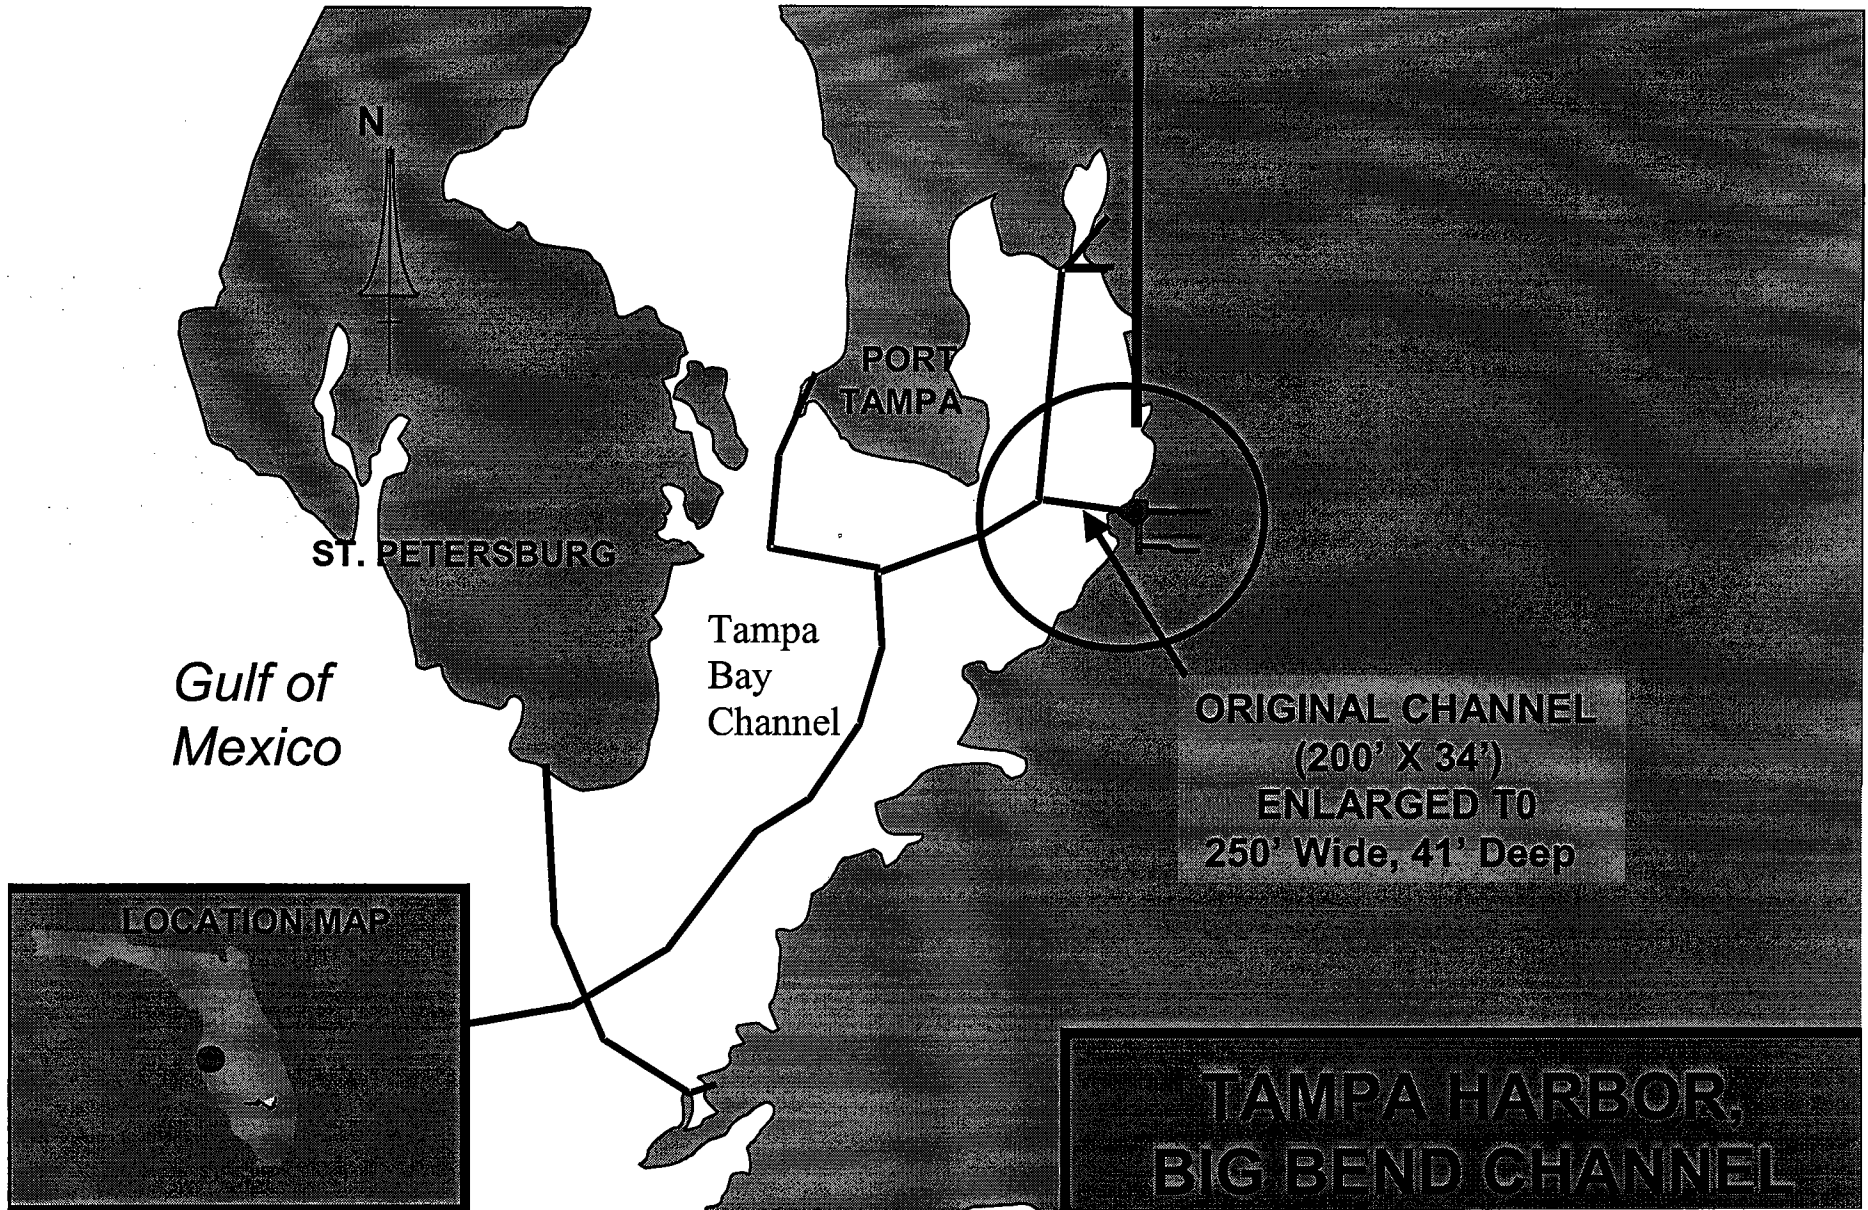 N
PORT
TAMPA
ST. PETERSBURG
Tampa
Bay
Channel
Gulf of
Mexico
ORIGINAL CHANNEL
(200’ X 34’)
ENLARGED T0
250’ Wide, 41’ Deep
LOCATION MAP
TAMPA HARBOR,
BIG BEND CHANNEL